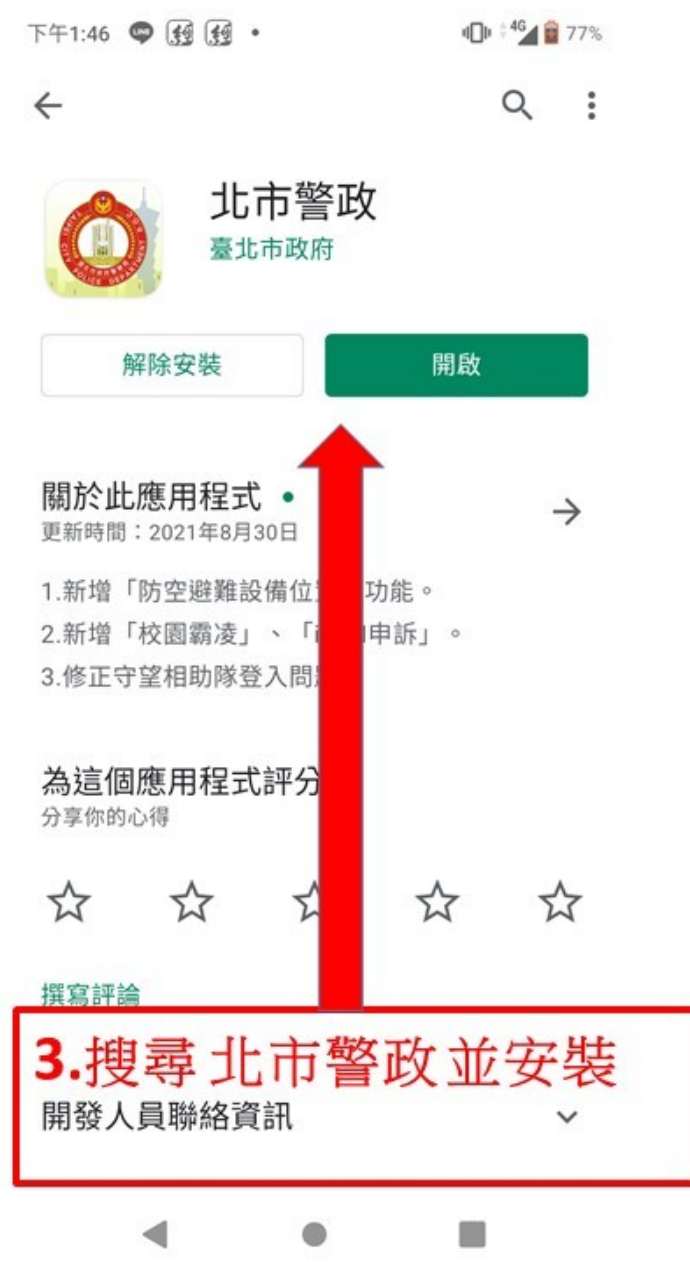 下午1:46
4G 77%
北市警政
臺北市政府
解除安裝
開啟
關於此應用程式
更新時間：2021年8月30日
1.新增「防空避難設備位 功能。
2.新增「校園霸凌」、「 申訴」。
3.修正守望相助隊登入問
為這個應用程式評分
分享你的心得
撰寫評論
3.搜尋 北市警政 並安裝
開發人員聯絡資訊